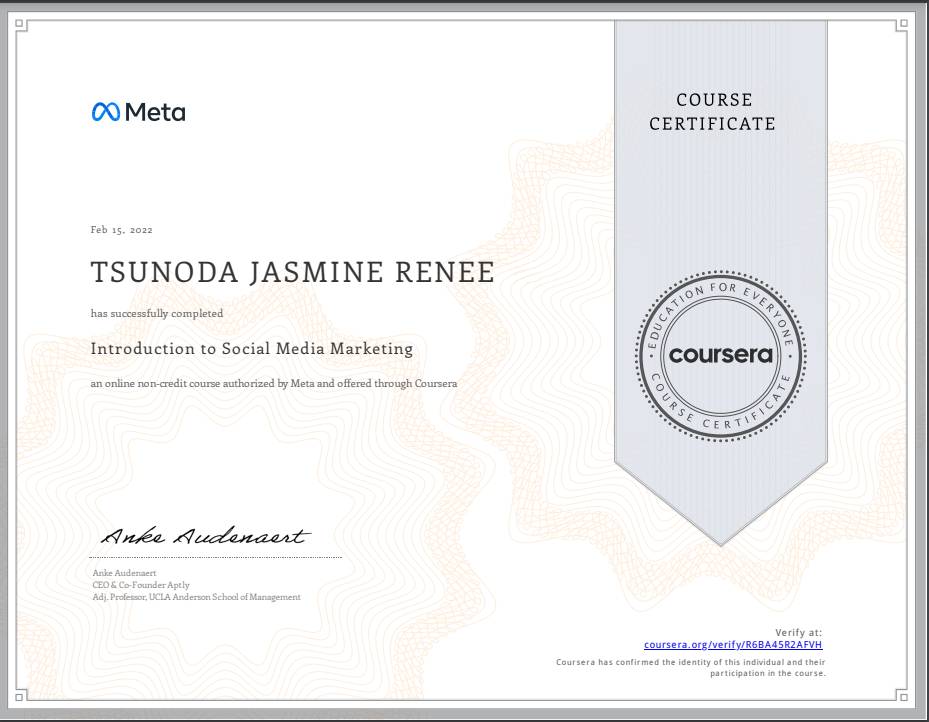 Meta
COURSE
CERTIFICATE
Feb 15, 2022
TSUNODA JASMINE RENEE
has successfully completed
Introduction to Social Media Marketing
an online non-credit course authorized by Meta and offered through Coursera
EDUCATION FOR EVERYONE
coursera
COURSE CERTIFICATE
Anke Audenaert
Anke Audenaert
CEO & Co-Founder Aptly
Adj. Professor, UCLA Anderson School of Management
Verify at:
coursera.org/verify/R6BA45R2AFVH
Coursera has confirmed the identity of this individual and their
participation in the course.